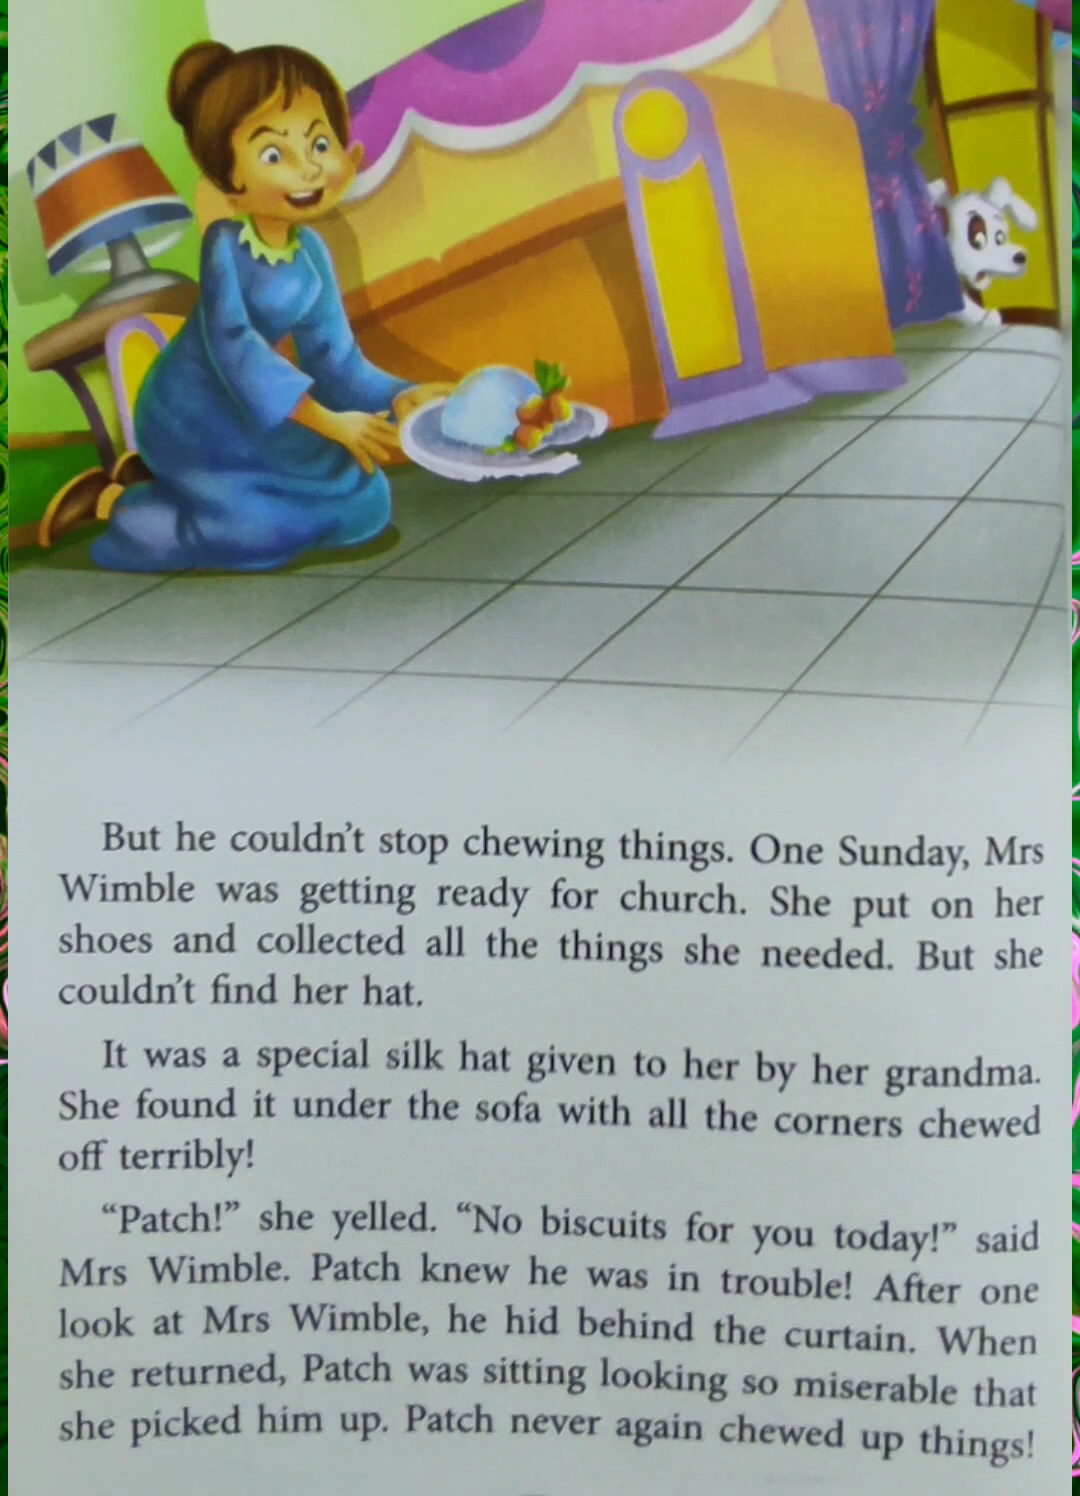 But he couldn’t stop chewing things. One Sunday, Mrs
Wimble was getting ready for church. She put on her
shoes and collected all the things she needed. But she
couldn’t find her hat.
It was a special silk hat given to her by her grandma.
She found it under the sofa with all the corners chewed
off terribly!
“Patch!” she yelled. “No biscuits for you today!” said
Mrs Wimble. Patch knew he was in trouble! After one
look at Mrs Wimble, he hid behind the curtain. When
she returned, Patch was sitting looking so miserable that
she picked him up. Patch never again chewed up things!